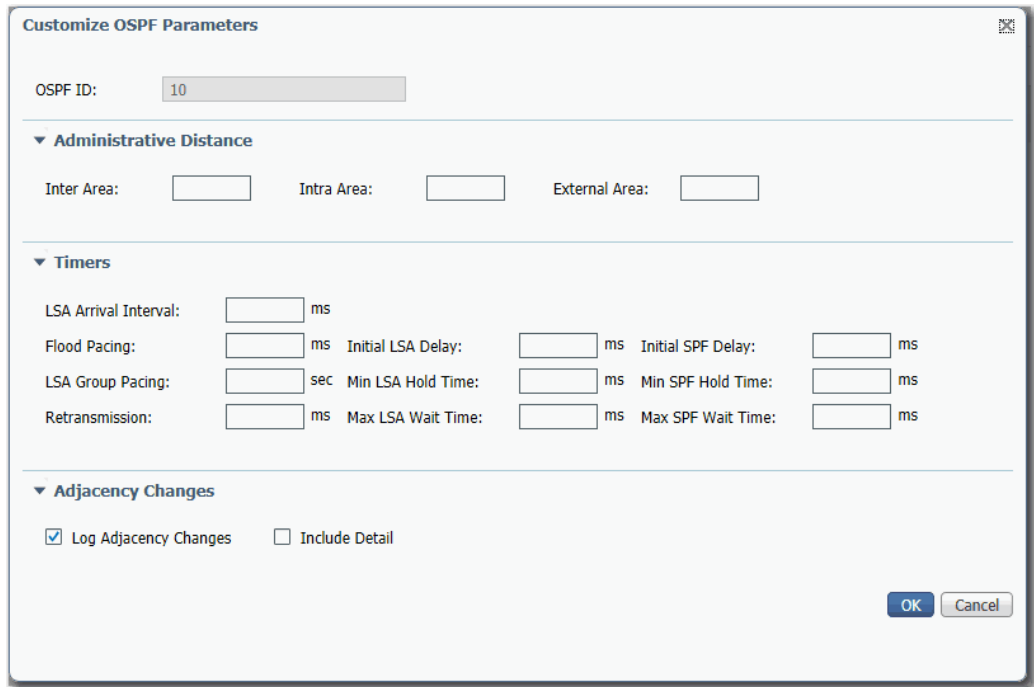 Customize OSPF Parameters
OSPF ID: 10
Administrative Distance
Inter Area: Intra Area: External Area:
Timers
LSA Arrival Interval: ms
Flood Pacing: ms Initial LSA Delay: ms Initial SPF Delay: ms
LSA Group Pacing: sec Min LSA Hold Time: ms Min SPF Hold Time: ms
Retransmission: ms Max LSA Wait Time: ms Max SPF Wait Time: ms
Adjacency Changes
Log Adjacency Changes Include Detail
OK Cancel